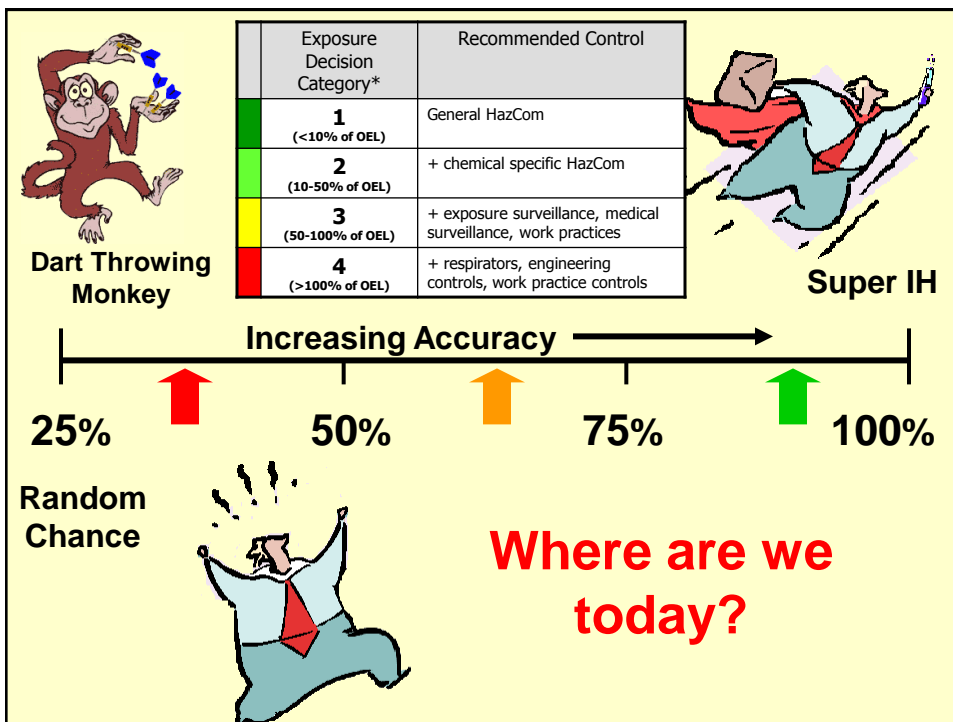 Exposure
Decision
Category*
Recommended Control
1
(<10% of OEL)
General HazCom
2
(10-50% of OEL)
+ chemical specific HazCom
3
(50-100% of OEL)
+ exposure surveillance, medical
surveillance, work practices
4
(>100% of OEL)
+ respirators, engineering
controls, work practice controls
Dart Throwing
Monkey
Super IH
Increasing Accuracy
25%
50%
75%
100%
Random
Chance
Where are we
today?